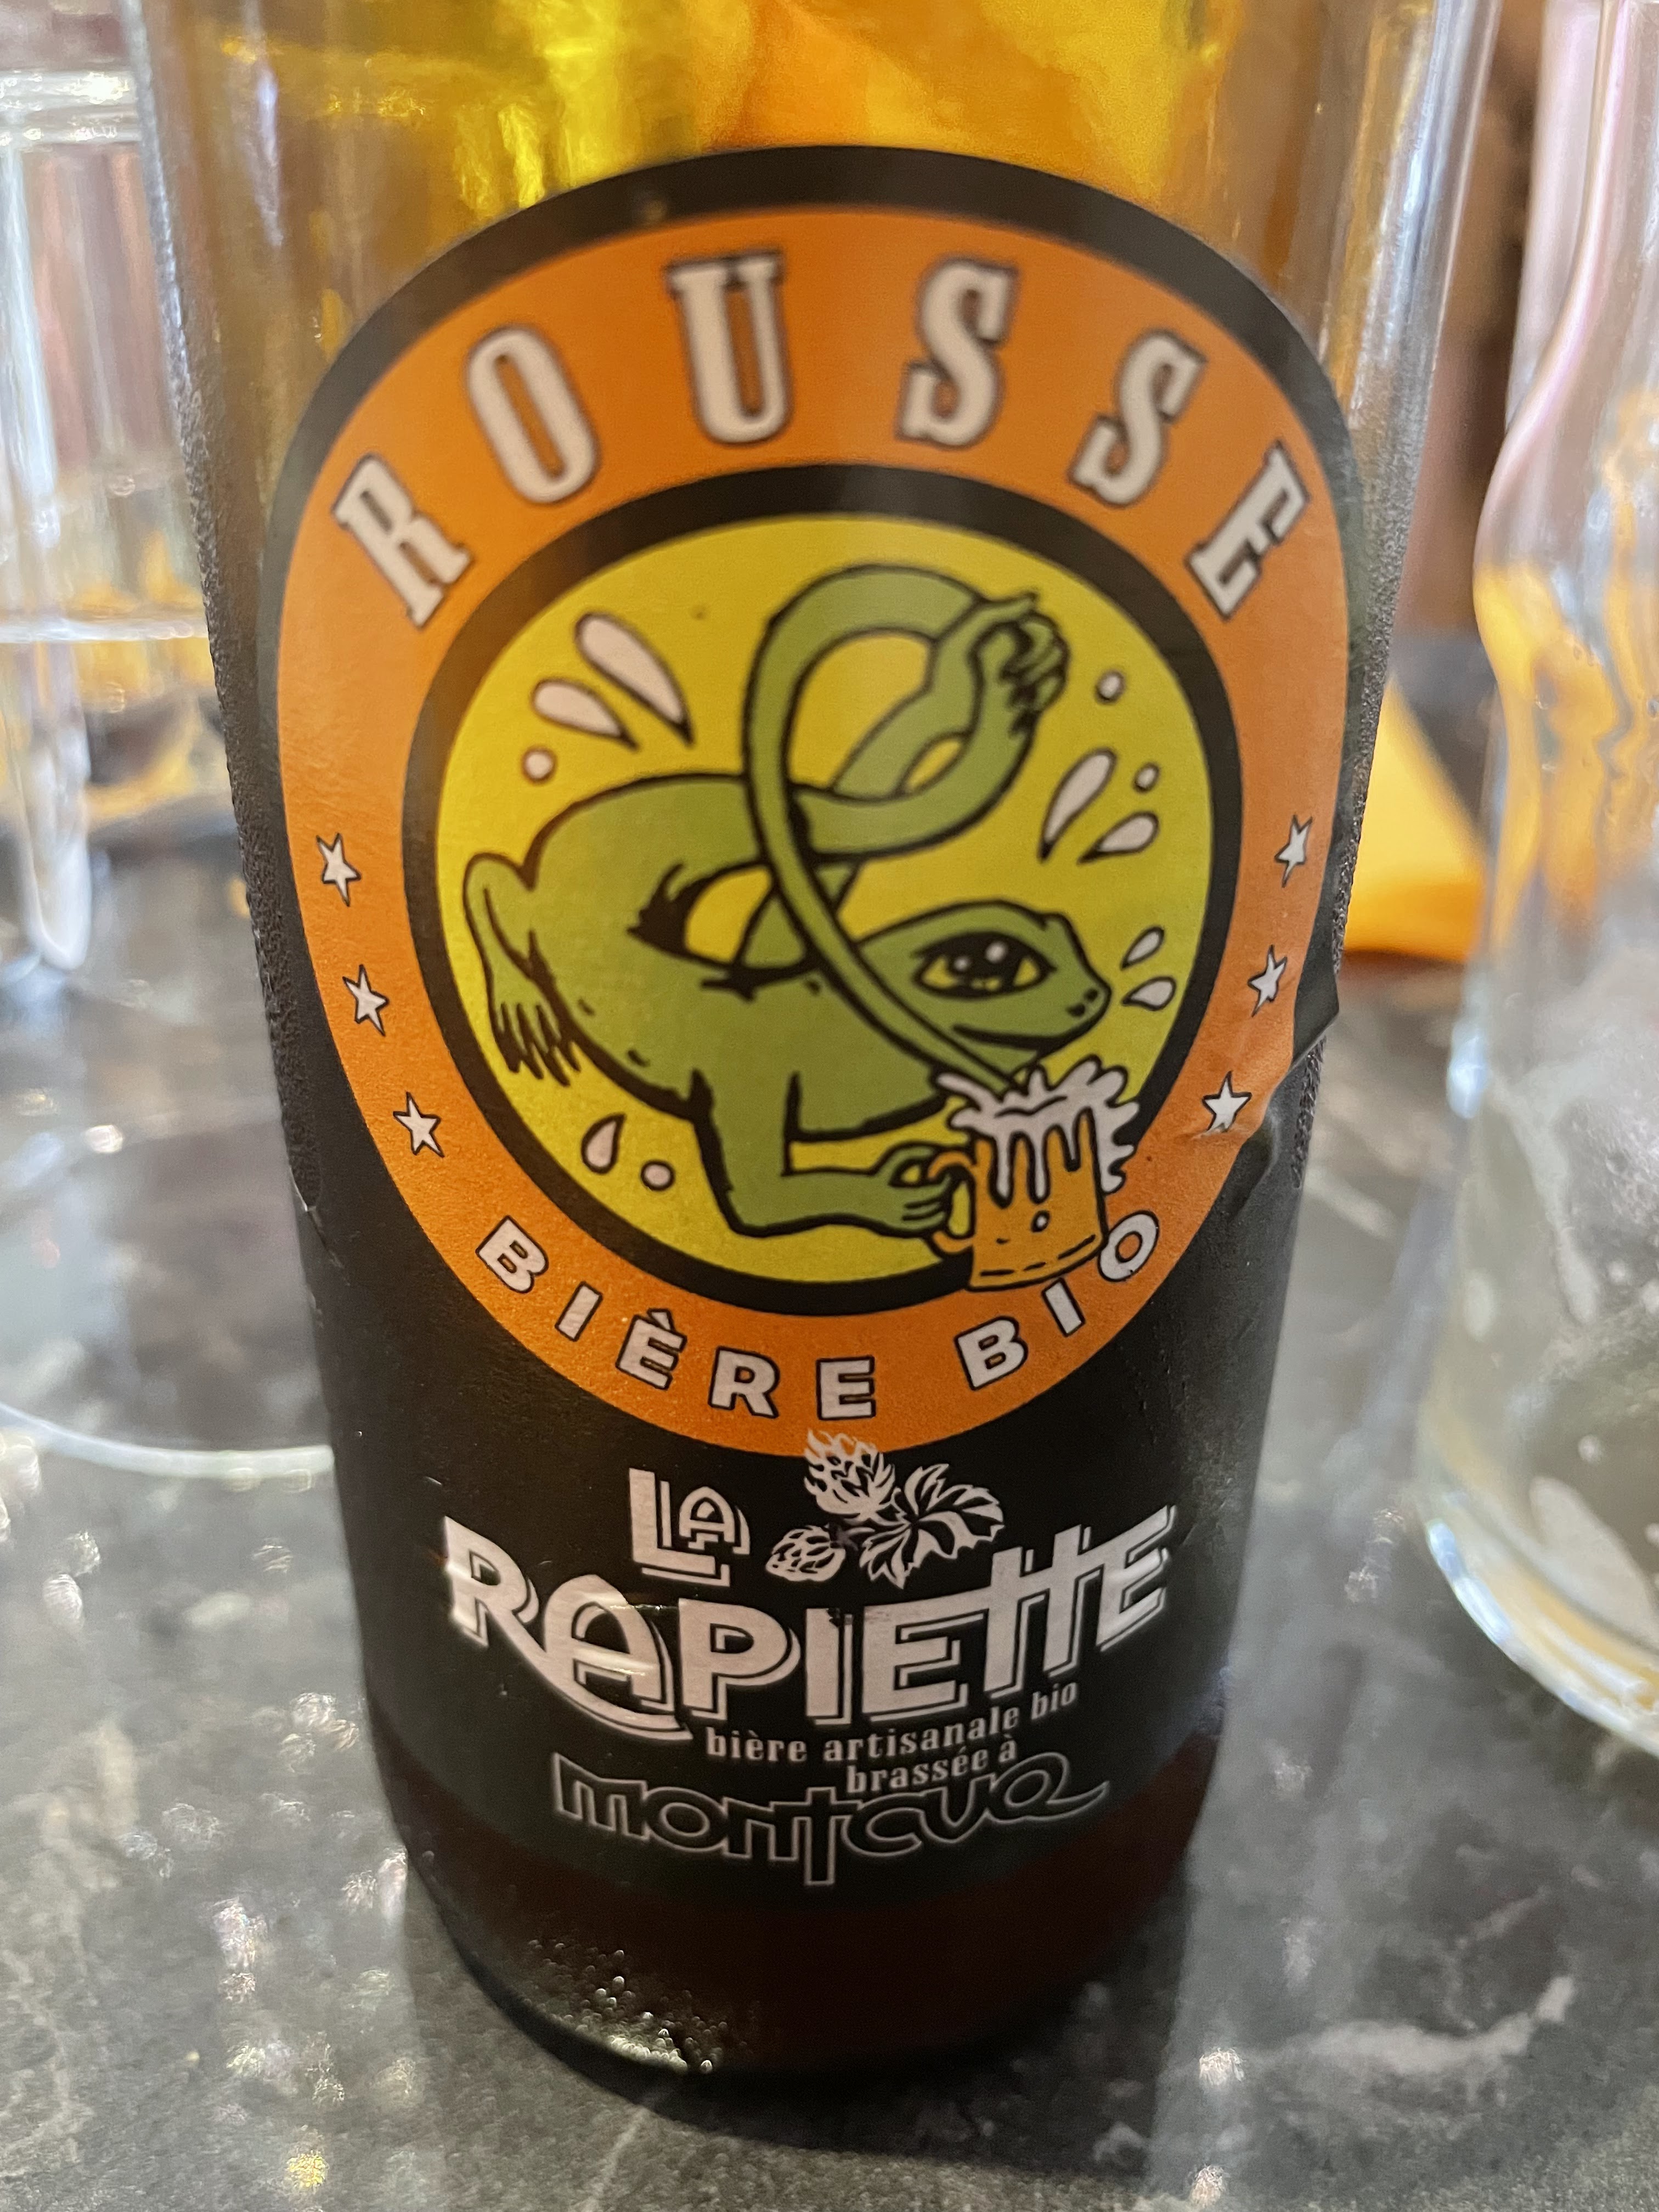 ROUSSE
BIÈRE BIO
LA
RAPIETTE
bière artisanale bio
brassée à
montcuq